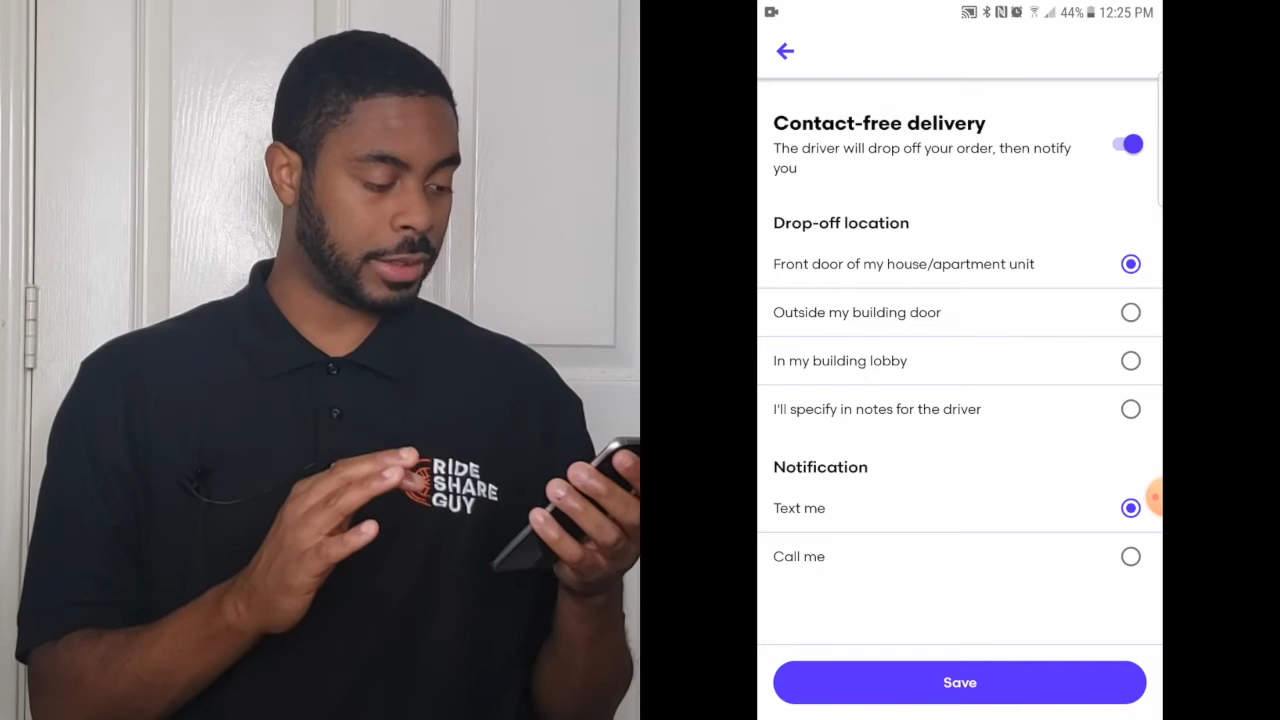 RIDE
SHARE
GUY
44% 12:25 PM
Contact-free delivery
The driver will drop off your order, then notify
you
Drop-off location
Front door of my house/apartment unit
Outside my building door
In my building lobby
I'll specify in notes for the driver
Notification
Text me
Call me
Save